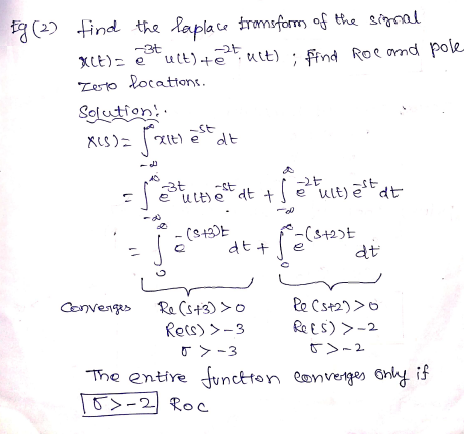 Eg (2) find the Laplace transform of the signal
x(t) = e^{-3t} u(t) + e^{-2t}. u(t) ; find ROC and pole
Zero locations.
Solution:.
X(s) = ∫_{-∞}^{∞} x(t) e^{-st} dt
= ∫_{-∞}^{∞} e^{-3t} u(t) e^{-st} dt + ∫_{-∞}^{∞} e^{-2t} u(t) e^{-st} dt
= ∫_{0}^{∞} e^{-(s+3)t} dt + ∫_{0}^{∞} e^{-(s+2)t} dt
Converges Re(s+3) > 0 Re(s+2) > 0
Re(s) > -3 Re(s) > -2
σ > -3 σ > -2
The entire function converges only if
σ > -2 ROC